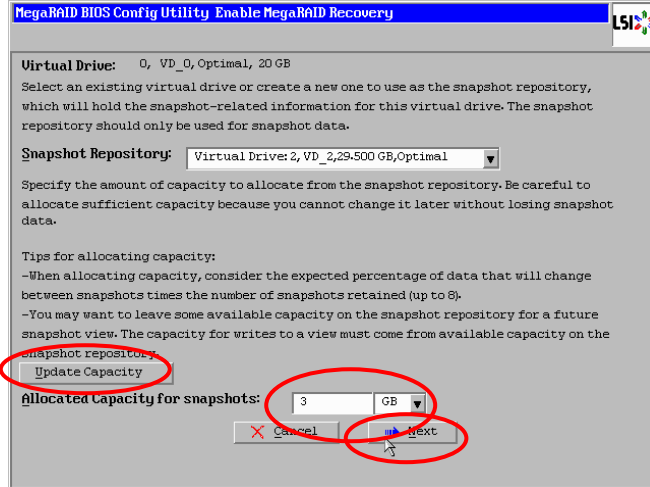 MegaRAID BIOS Config Utility Enable MegaRAID Recovery
LSI
Virtual Drive: 0, VD_0, Optimal, 20 GB
Select an existing virtual drive or create a new one to use as the snapshot repository,
which will hold the snapshot-related information for this virtual drive. The snapshot
repository should only be used for snapshot data.
Snapshot Repository: Virtual Drive: 2, VD_2, 29.500 GB, Optimal
Specify the amount of capacity to allocate from the snapshot repository. Be careful to
allocate sufficient capacity because you cannot change it later without losing snapshot
data.
Tips for allocating capacity:
-When allocating capacity, consider the expected percentage of data that will change
between snapshots times the number of snapshots retained (up to 8).
-You may want to leave some available capacity on the snapshot repository for a future
snapshot view. The capacity for writes to a view must come from available capacity on the
snapshot repository.
Update Capacity
Allocated Capacity for snapshots: 3 GB
Cancel Next